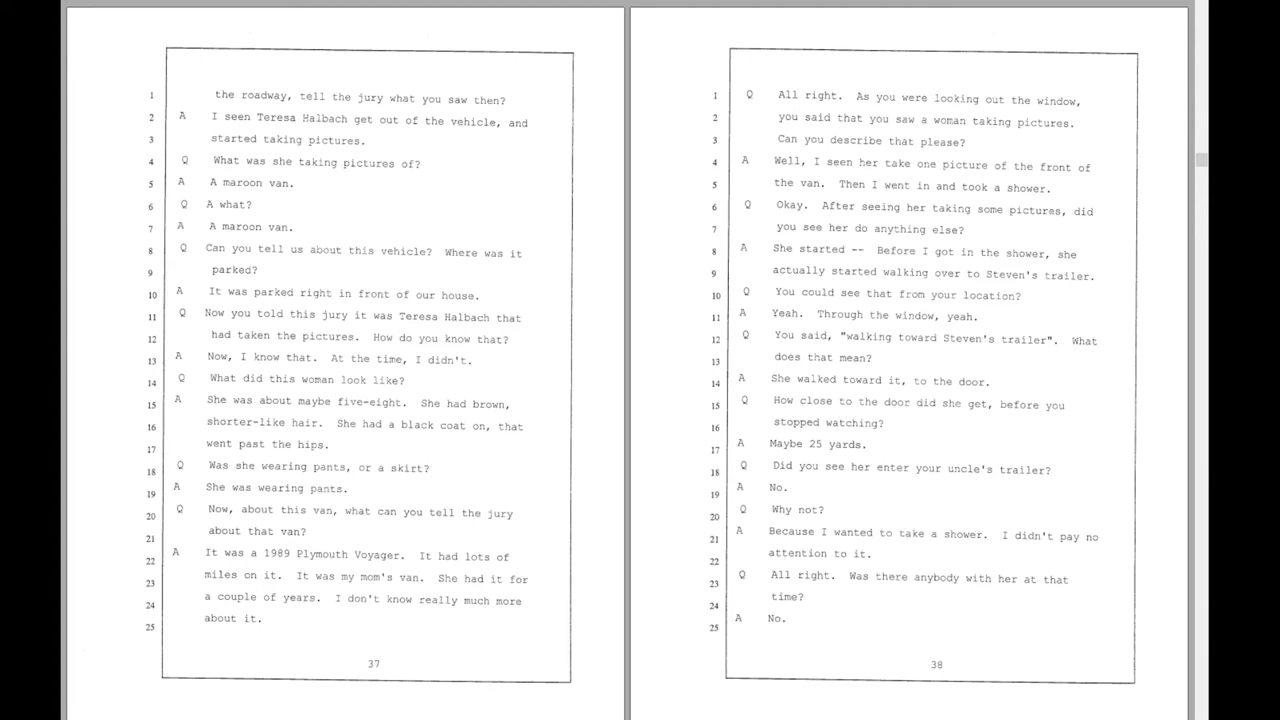 1 the roadway, tell the jury what you saw then?
2 A I seen Teresa Halbach get out of the vehicle, and
3 started taking pictures.
4 Q What was she taking pictures of?
5 A A maroon van.
6 Q A what?
7 A A maroon van.
8 Q Can you tell us about this vehicle? Where was it
9 parked?
10 A It was parked right in front of our house.
11 Q Now you told this jury it was Teresa Halbach that
12 had taken the pictures. How do you know that?
13 A Now, I know that. At the time, I didn't.
14 Q What did this woman look like?
15 A She was about maybe five-eight. She had brown,
16 shorter-like hair. She had a black coat on, that
17 went past the hips.
18 Q Was she wearing pants, or a skirt?
19 A She was wearing pants.
20 Q Now, about this van, what can you tell the jury
21 about that van?
22 A It was a 1989 Plymouth Voyager. It had lots of
23 miles on it. It was my mom's van. She had it for
24 a couple of years. I don't know really much more
25 about it.
37
1 Q All right. As you were looking out the window,
2 you said that you saw a woman taking pictures.
3 Can you describe that please?
4 A Well, I seen her take one picture of the front of
5 the van. Then I went in and took a shower.
6 Q Okay. After seeing her taking some pictures, did
7 you see her do anything else?
8 A She started -- Before I got in the shower, she
9 actually started walking over to Steven's trailer.
10 Q You could see that from your location?
11 A Yeah. Through the window, yeah.
12 Q You said, "walking toward Steven's trailer". What
13 does that mean?
14 A She walked toward it, to the door.
15 Q How close to the door did she get, before you
16 stopped watching?
17 A Maybe 25 yards.
18 Q Did you see her enter your uncle's trailer?
19 A No.
20 Q Why not?
21 A Because I wanted to take a shower. I didn't pay no
22 attention to it.
23 Q All right. Was there anybody with her at that
24 time?
25 A No.
38